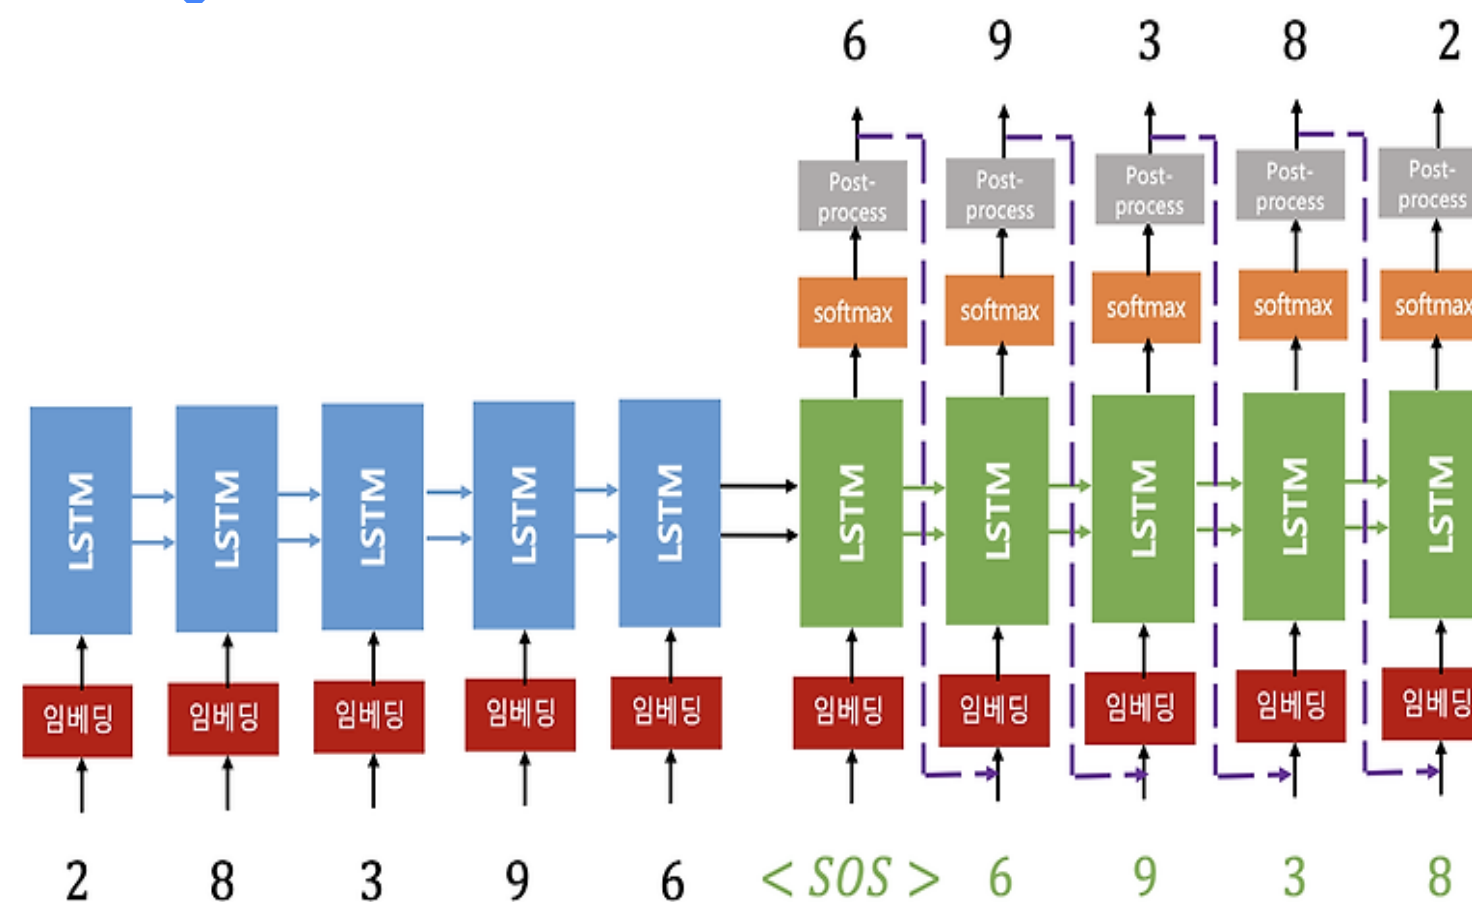 6 9 3 8 2
Post- Post- Post- Post- Post-
process process process process process
softmax softmax softmax softmax softmax
LSTM LSTM LSTM LSTM LSTM LSTM LSTM LSTM LSTM LSTM
임베딩 임베딩 임베딩 임베딩 임베딩 임베딩 임베딩 임베딩 임베딩 임베딩
2 8 3 9 6 < SOS > 6 9 3 8